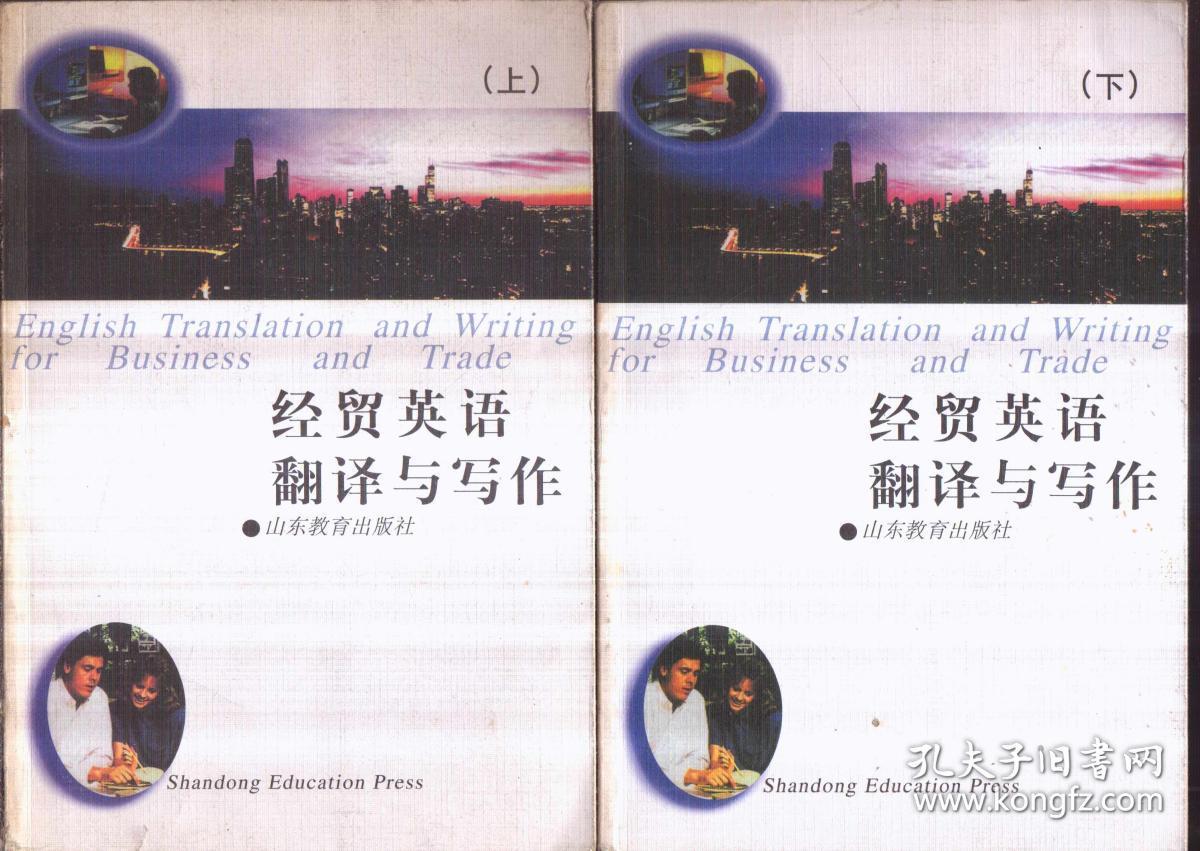 （上）
English Translation and Writing
for Business and Trade
经贸英语
翻译与写作
●山东教育出版社
Shandong Education Press
（下）
English Translation and Writing
for Business and Trade
经贸英语
翻译与写作
●山东教育出版社
Shandong Education Press
孔夫子旧书网
www.kongfz.com